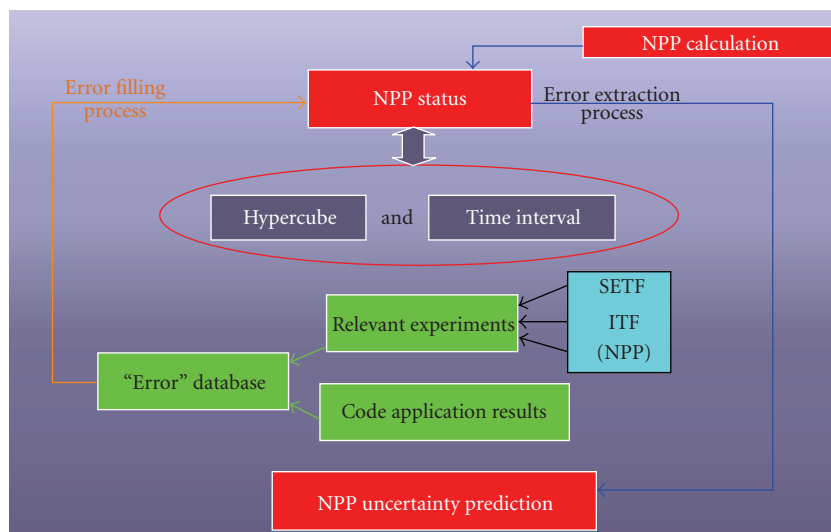 NPP calculation
Error filling
process
NPP status
Error extraction
process
Hypercube
and
Time interval
SETF
Relevant experiments
ITF
(NPP)
“Error” database
Code application results
NPP uncertainty prediction